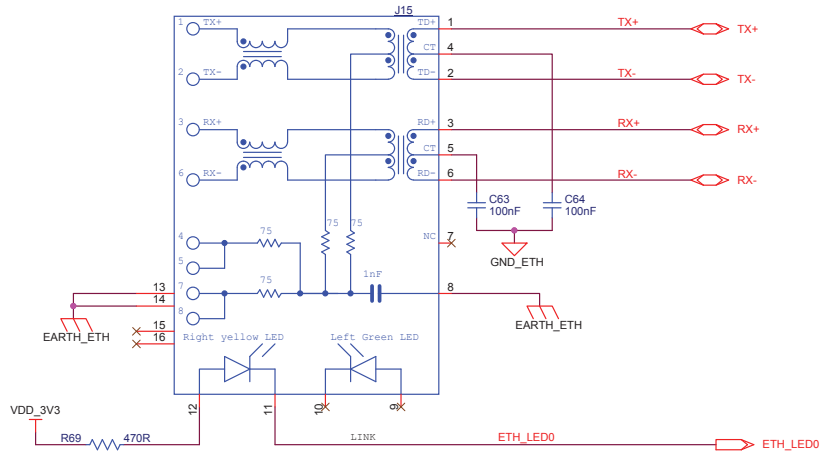 J15
1 TX+ TD+ 1 TX+ TX+
CT 4
2 TX- TD- 2 TX- TX-
3 RX+ RD+ 3 RX+ RX+
CT 5
6 RX- RD- 6 RX- RX-
C63 100nF
C64 100nF
75 75
4 75
NC 7
GND_ETH
5
1nF
13 7 75 8
14
8
EARTH_ETH
EARTH_ETH
15
16
Right yellow LED
Left Green LED
12 11 10 9
VDD_3V3
R69 470R
LINK
ETH_LED0
ETH_LED0